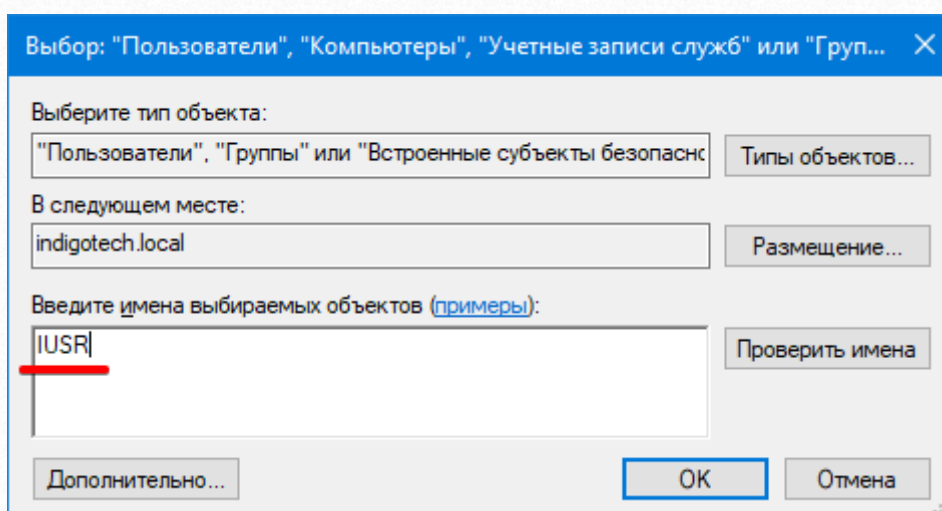 Выбор: "Пользователи", "Компьютеры", "Учетные записи служб" или "Груп...
Выберите тип объекта:
"Пользователи", "Группы" или "Встроенные субъекты безопасно
Типы объектов...
В следующем месте:
indigotech.local
Размещение...
Введите имена выбираемых объектов (примеры):
IUSR
Проверить имена
Дополнительно...
OK
Отмена